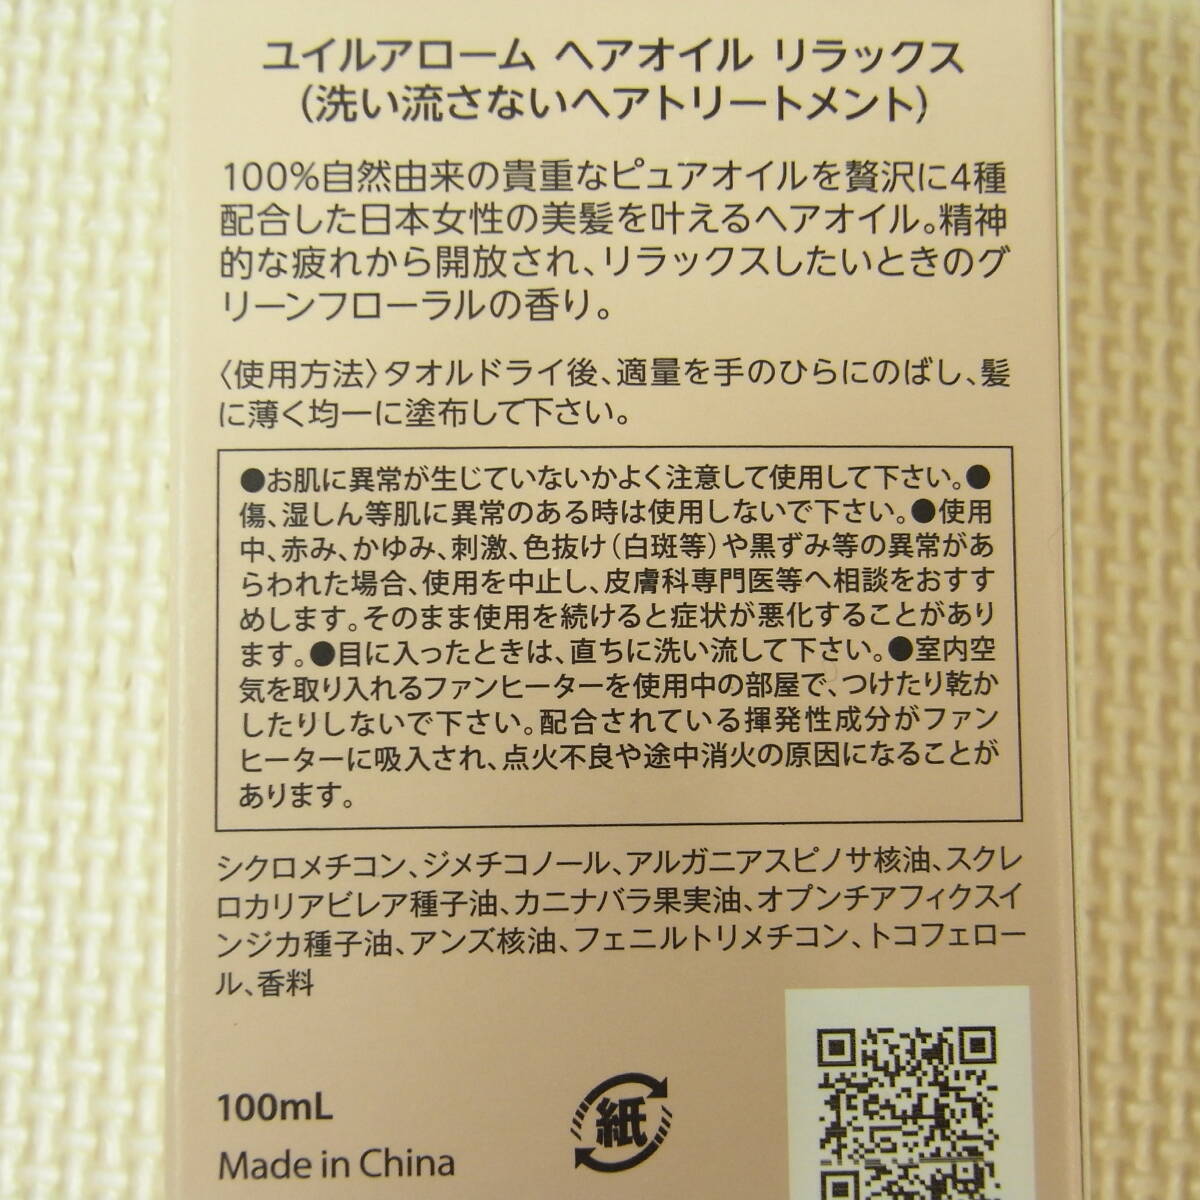 ユイルアローム ヘアオイル リラックス
(洗い流さないヘアトリートメント)
100%自然由来の貴重なピュアオイルを贅沢に4種
配合した日本女性の美髪を叶えるヘアオイル。精神
的な疲れから開放され、リラックスしたいときのグ
リーンフローラルの香り。
〈使用方法〉タオルドライ後、適量を手のひらにのばし、髪
に薄く均一に塗布して下さい。
●お肌に異常が生じていないかよく注意して使用して下さい。●
傷、湿しん等肌に異常のある時は使用しないで下さい。●使用
中、赤み、かゆみ、刺激、色抜け(白斑等)や黒ずみ等の異常があ
らわれた場合、使用を中止し、皮膚科専門医等へ相談をおすす
めします。そのまま使用を続けると症状が悪化することがあり
ます。●目に入ったときは、直ちに洗い流して下さい。●室内空
気を取り入れるファンヒーターを使用中の部屋で、つけたり乾か
したりしないで下さい。配合されている揮発性成分がファン
ヒーターに吸入され、点火不良や途中消火の原因になることが
あります。
シクロメチコン、ジメチコノール、アルガニアスピノサ核油、スクレ
ロカリアビレア種子油、カニナバラ果実油、オプンチアフィクスイ
ンジカ種子油、アンズ核油、フェニルトリメチコン、トコフェロー
ル、香料
100mL
紙
Made in China